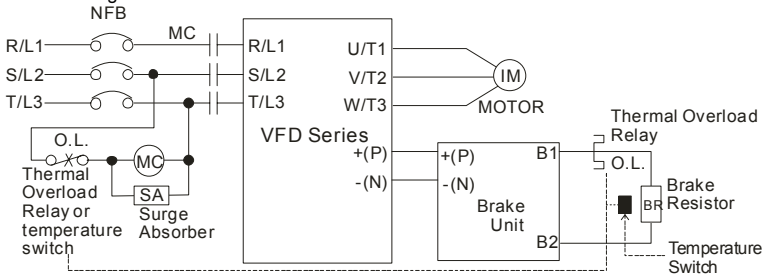 NFB
MC
R/L1
S/L2
T/L3
R/L1
S/L2
T/L3
VFD Series
U/T1
V/T2
W/T3
+(P)
-(N)
IM
MOTOR
+(P)
-(N)
Brake
Unit
B1
B2
Thermal Overload
Relay
O.L.
BR
Brake
Resistor
Temperature
Switch
O.L.
Thermal
Overload
Relay or
temperature
switch
MC
SA
Surge
Absorber